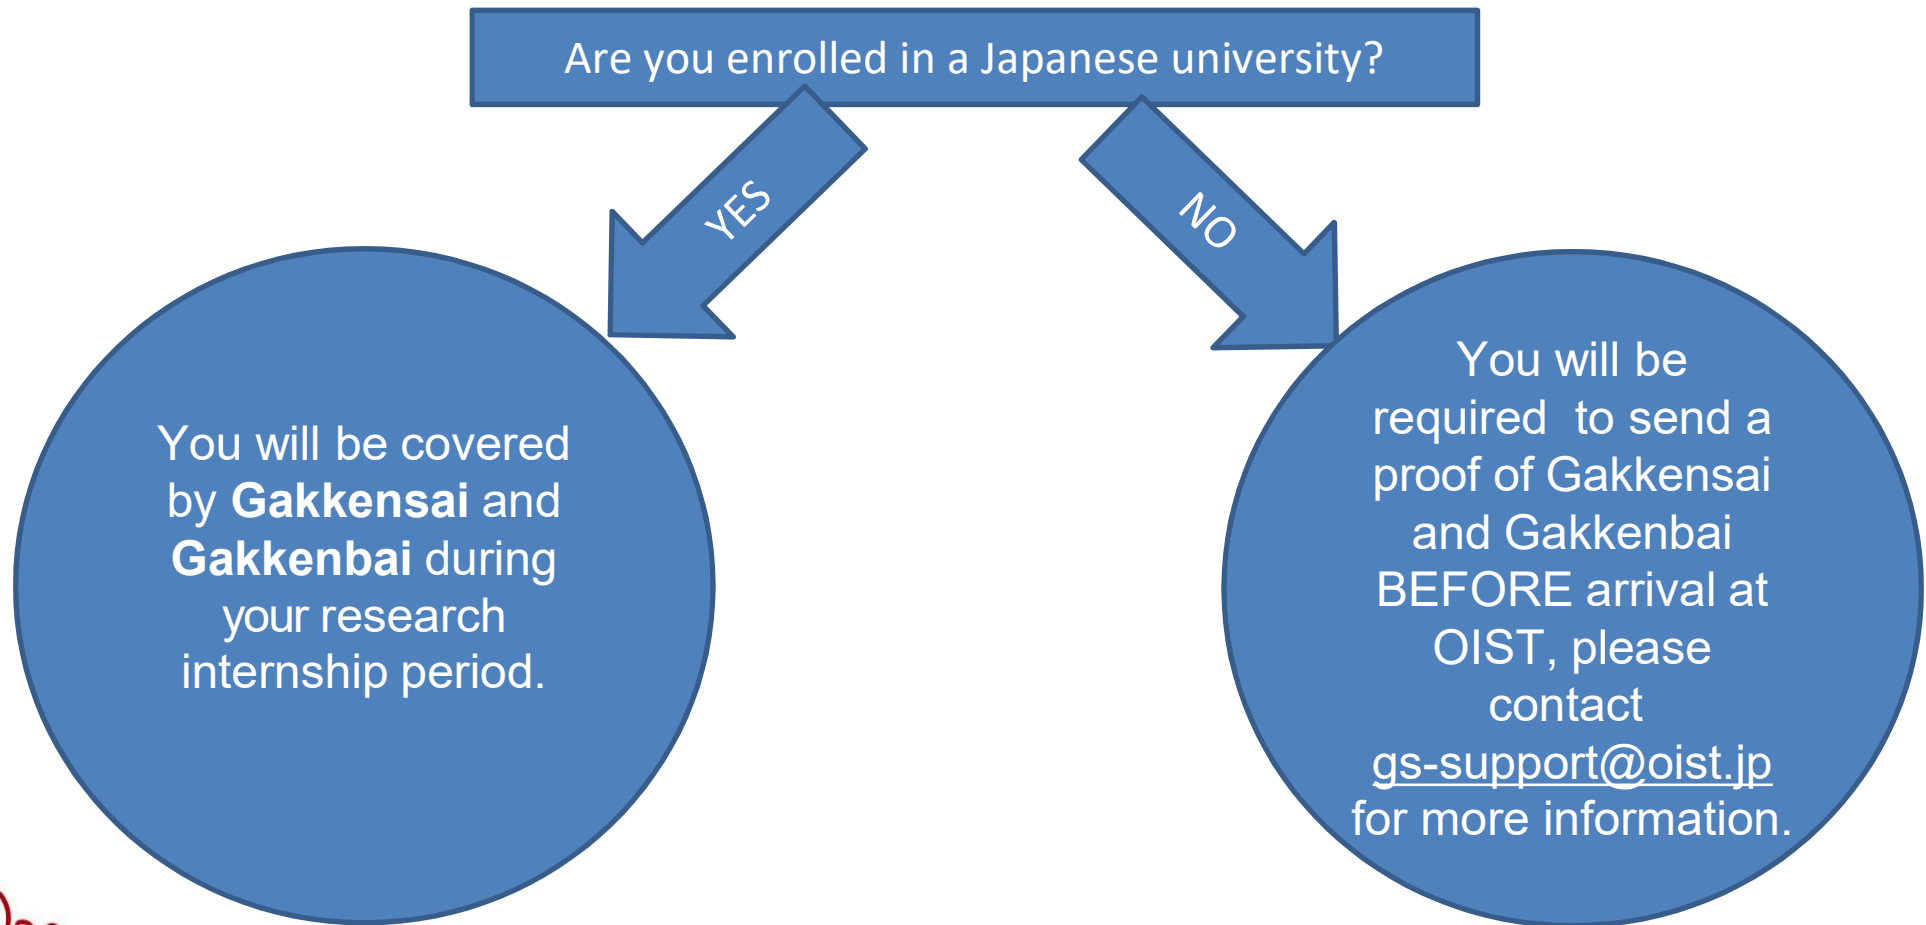 Are you enrolled in a Japanese university?
YES
NO
You will be covered
by Gakkensai and
Gakkenbai during
your research
internship period.
You will be
required  to send a
proof of Gakkensai
and Gakkenbai
BEFORE arrival at
OIST, please
contact
gs-support@oist.jp
for more information.